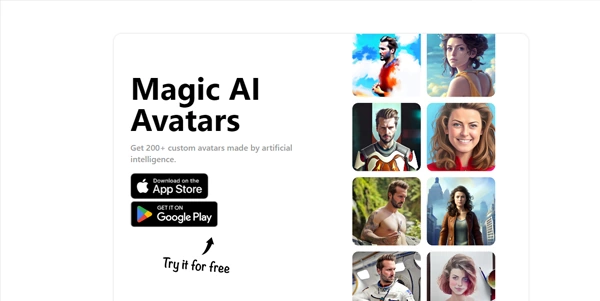 Magic AI
Avatars
Get 200+ custom avatars made by artificial
intelligence.
Download on the
App Store
GET IT ON
Google Play
Try it for free